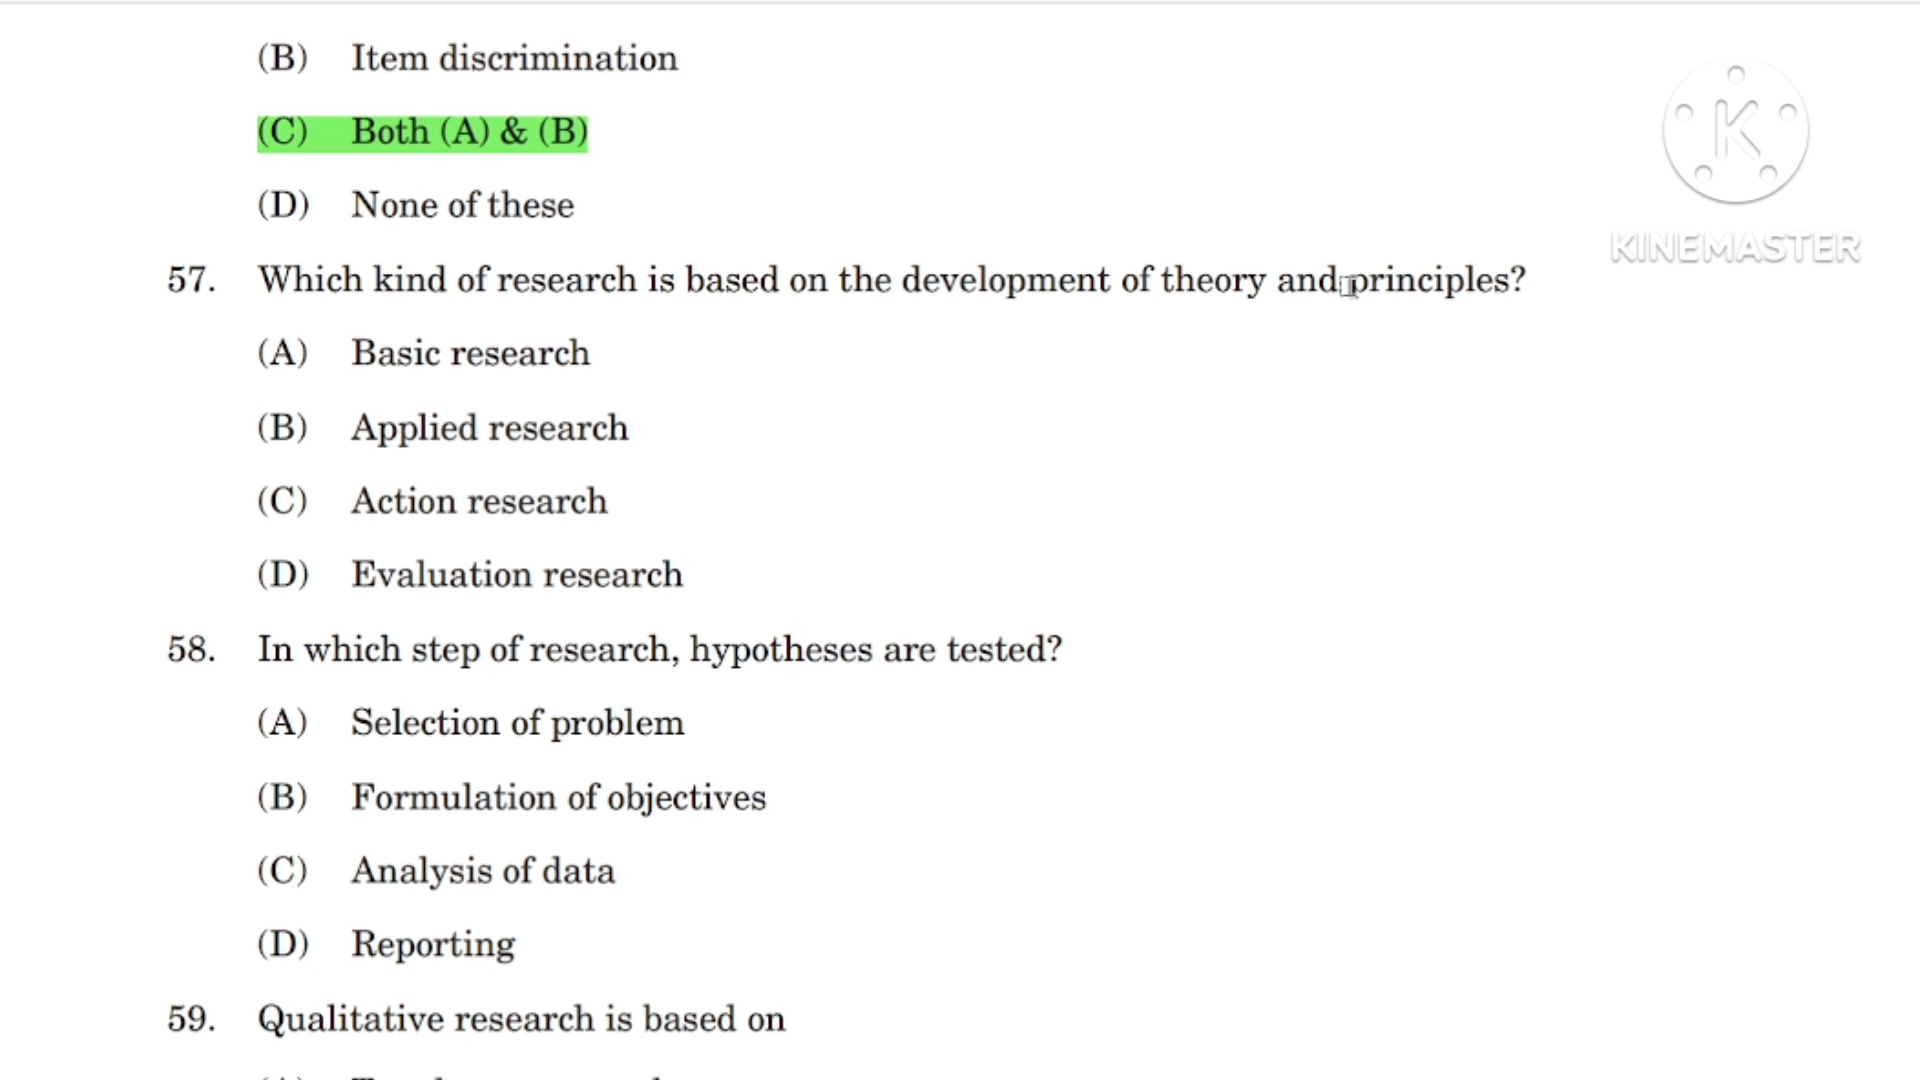 (B) Item discrimination
(C) Both (A) & (B)
(D) None of these
KINEMASTER
57. Which kind of research is based on the development of theory and principles?
(A) Basic research
(B) Applied research
(C) Action research
(D) Evaluation research
58. In which step of research, hypotheses are tested?
(A) Selection of problem
(B) Formulation of objectives
(C) Analysis of data
(D) Reporting
59. Qualitative research is based on